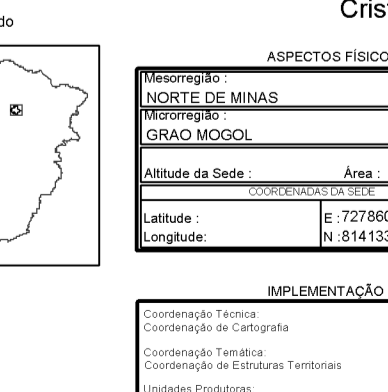 Cris
do
ASPECTOS FÍSICO
Mesorregião :
NORTE DE MINAS
Microrregião :
GRAO MOGOL
Altitude da Sede : Área :
COORDENADAS DA SEDE
Latitude : E : 727860
Longitude: N :814133
IMPLEMENTAÇÃO
Coordenação Técnica:
Coordenação de Cartografia
Coordenação Temática:
Coordenação de Estruturas Territoriais
Unidades Produtoras: